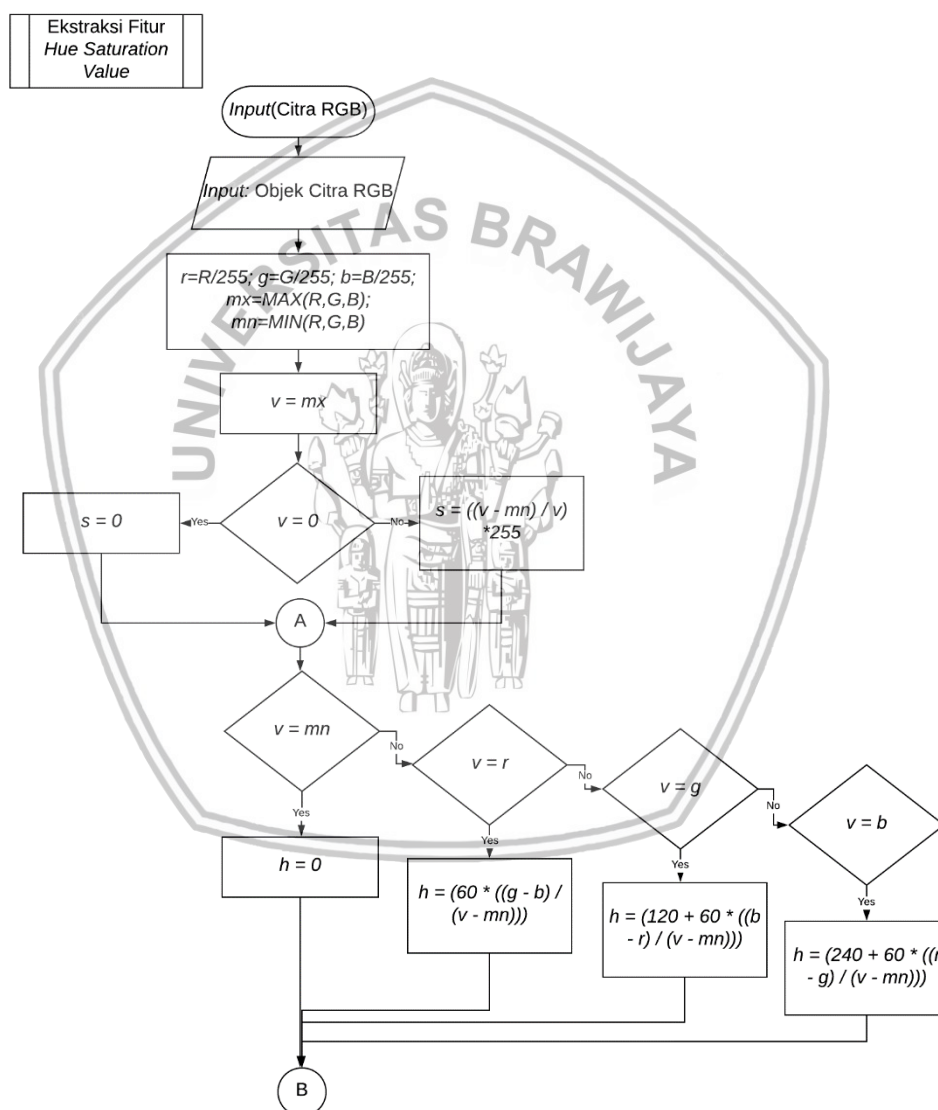 Ekstraksi Fitur
Hue Saturation
Value
Input(Citra RGB)
Input: Objek Citra RGB
UNIVERSITAS BRAWIJAYA
r=R/255; g=G/255; b=B/255;
mx=MAX(R,G,B);
mn=MIN(R,G,B)
v = mx
s = 0
Yes
v = 0
No
s = ((v - mn) / v)
*255
A
v = mn
No
v = r
No
v = g
No
v = b
Yes
Yes
Yes
Yes
h = 0
h = (60 * ((g - b) /
(v - mn)))
h = (120 + 60 * ((b
- r) / (v - mn)))
h = (240 + 60 * ((r
- g) / (v - mn)))
B